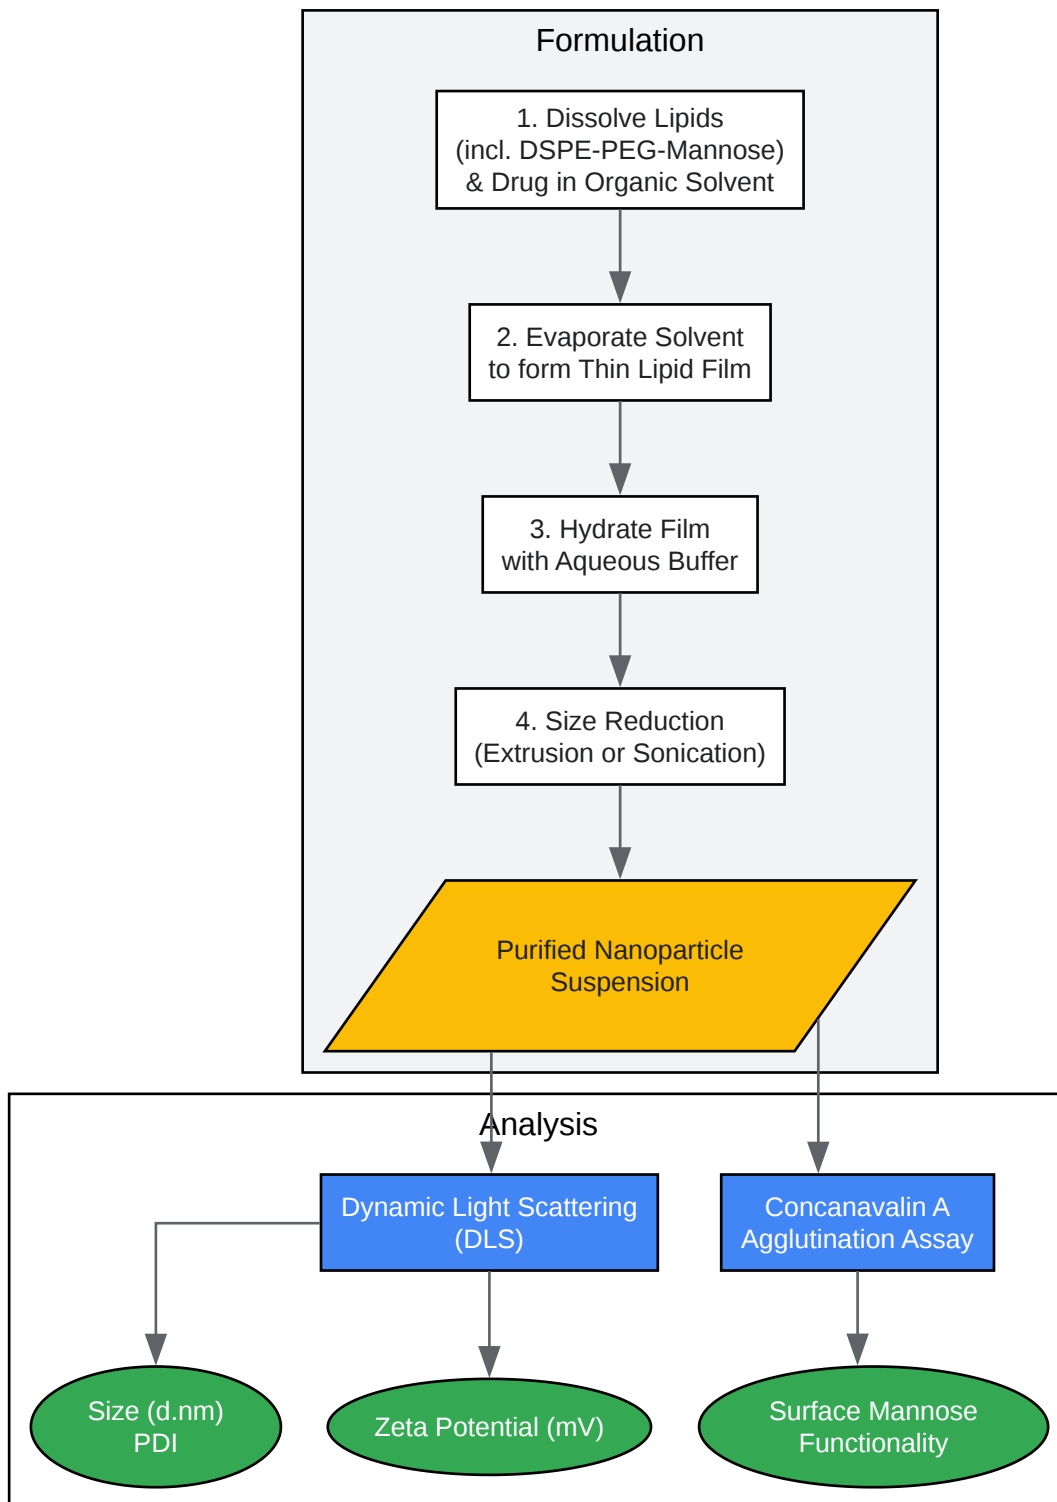 Formulation
1. Dissolve Lipids
(incl. DSPE-PEG-Mannose)
& Drug in Organic Solvent
2. Evaporate Solvent
to form Thin Lipid Film
3. Hydrate Film
with Aqueous Buffer
4. Size Reduction
(Extrusion or Sonication)
Purified Nanoparticle
Suspension
Analysis
Dynamic Light Scattering
(DLS)
Concanavalin A
Agglutination Assay
Size (d.nm)
PDI
Zeta Potential (mV)
Surface Mannose
Functionality